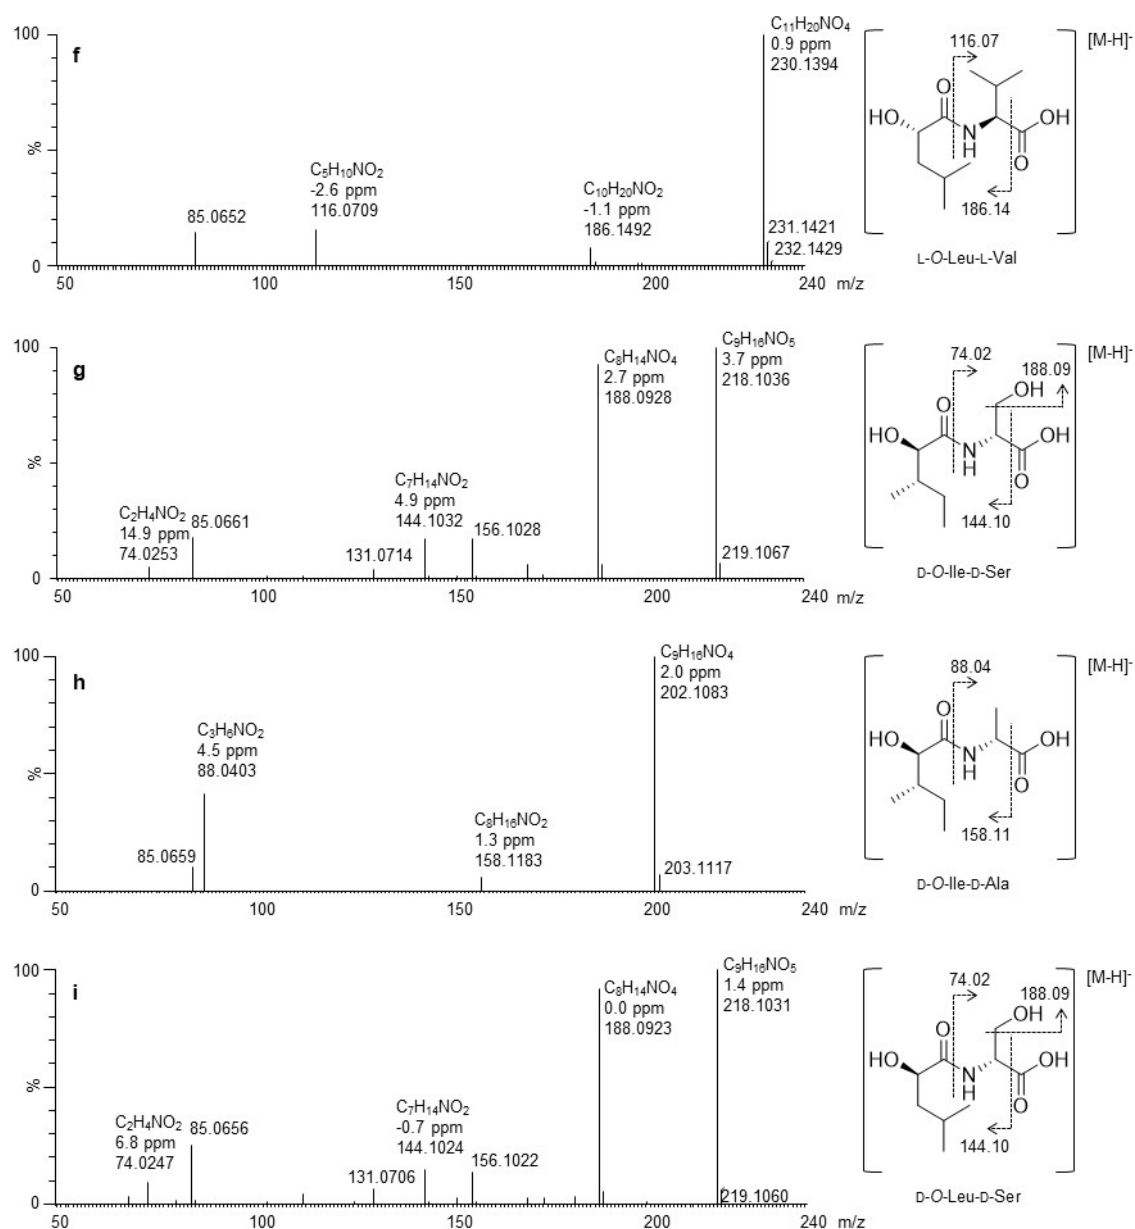 f
100
%
0
C₅H₁₀NO₂
-2.6 ppm
116.0709
85.0652
C₁₀H₂₀NO₂
-1.1 ppm
186.1492
C₁₁H₂₀NO₄
0.9 ppm
230.1394
231.1421
232.1429
50 100 150 200 240 m/z
116.07
[M-H]⁻
O
HO
N
H
OH
O
186.14
L-O-Leu-L-Val
g
100
%
0
C₂H₄NO₂
14.9 ppm
74.0253
85.0661
131.0714
C₇H₁₄NO₂
4.9 ppm
144.1032
156.1028
C₈H₁₄NO₄
2.7 ppm
188.0928
C₉H₁₆NO₅
3.7 ppm
218.1036
219.1067
50 100 150 200 240 m/z
74.02
188.09
[M-H]⁻
OH
O
HO
N
H
OH
O
144.10
D-O-Ile-D-Ser
h
100
%
0
C₃H₆NO₂
4.5 ppm
88.0403
85.0659
C₈H₁₆NO₂
1.3 ppm
158.1183
C₉H₁₆NO₄
2.0 ppm
202.1083
203.1117
50 100 150 200 240 m/z
88.04
[M-H]⁻
O
HO
N
H
OH
O
158.11
D-O-Ile-D-Ala
i
100
%
0
C₂H₄NO₂
6.8 ppm
74.0247
85.0656
131.0706
C₇H₁₄NO₂
-0.7 ppm
144.1024
156.1022
C₈H₁₄NO₄
0.0 ppm
188.0923
C₉H₁₆NO₅
1.4 ppm
218.1031
219.1060
50 100 150 200 240 m/z
74.02
188.09
[M-H]⁻
OH
O
HO
N
H
OH
O
144.10
D-O-Leu-D-Ser